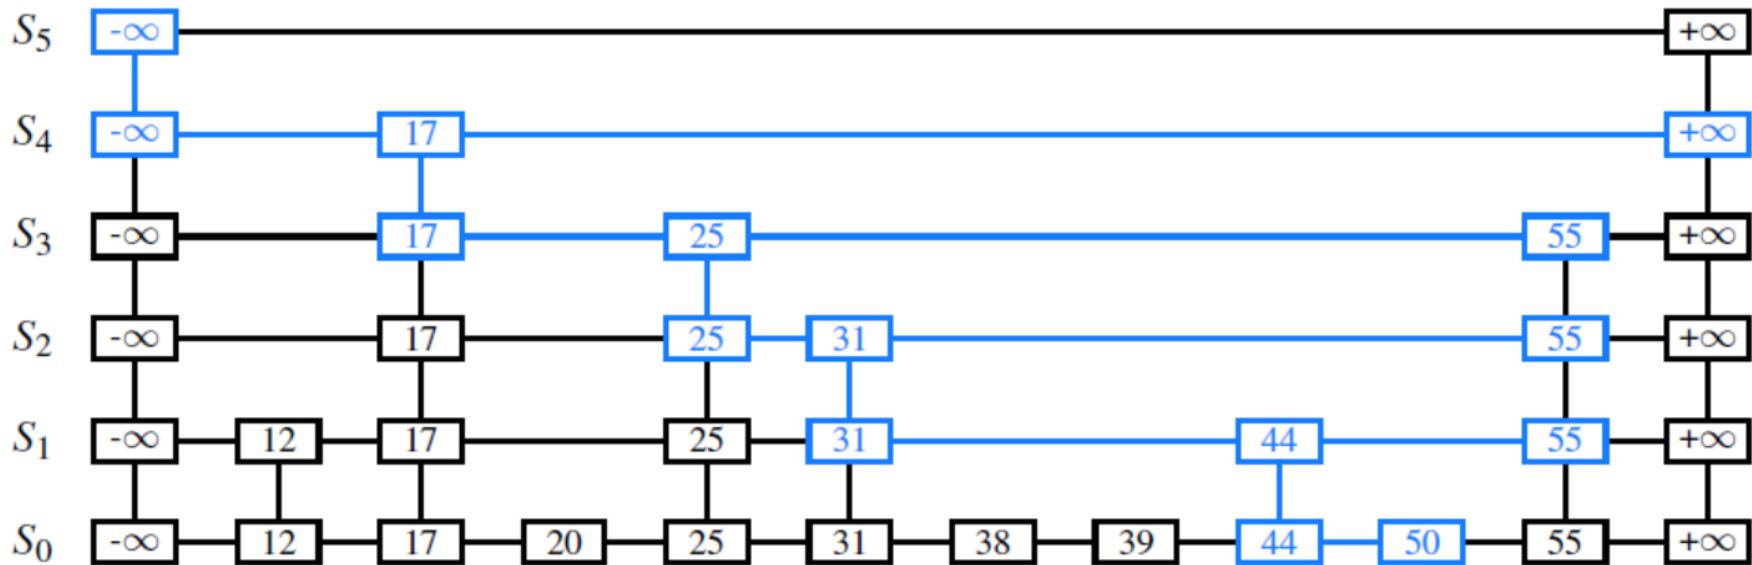 S5 -∞ +∞
S4 -∞ 17 +∞
S3 -∞ 17 25 55 +∞
S2 -∞ 17 25 31 55 +∞
S1 -∞ 12 17 25 31 44 55 +∞
S0 -∞ 12 17 20 25 31 38 39 44 50 55 +∞